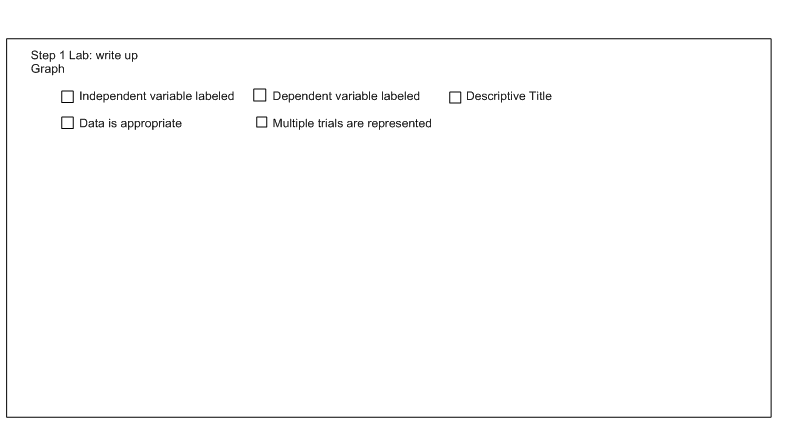 Step 1 Lab: write up
Graph
Independent variable labeled
Dependent variable labeled
Descriptive Title
Data is appropriate
Multiple trials are represented